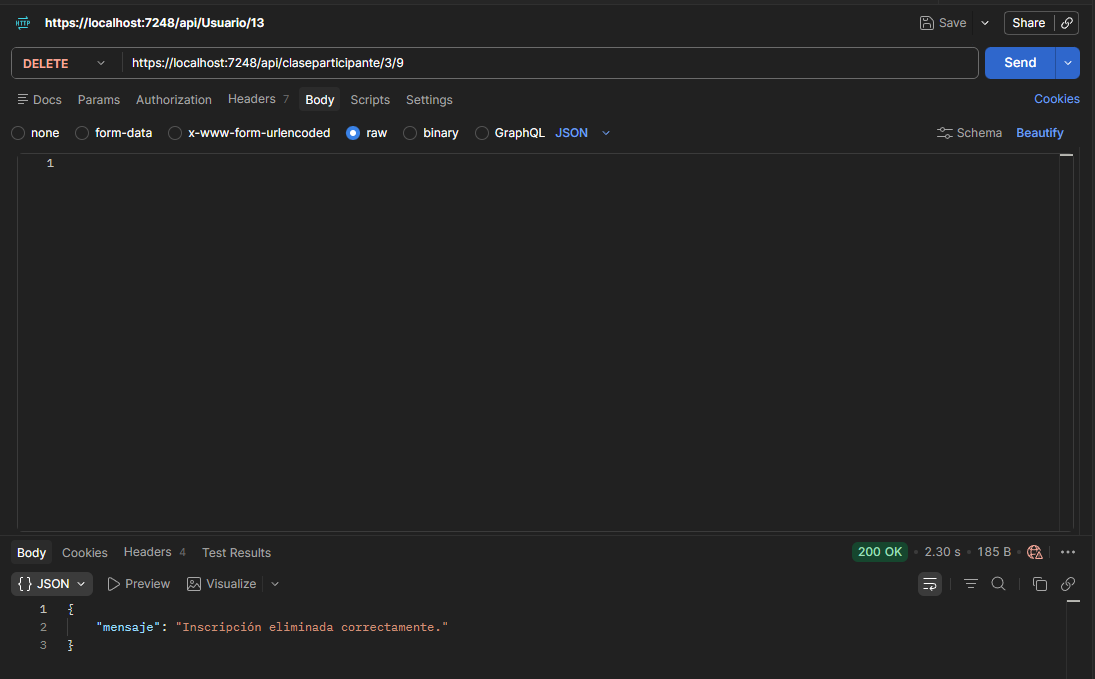 HTTP https://localhost:7248/api/Usuario/13 Save Share
DELETE https://localhost:7248/api/claseparticipante/3/9 Send
Docs Params Authorization Headers 7 Body Scripts Settings Cookies
none form-data x-www-form-urlencoded raw binary GraphQL JSON Schema Beautify
1
Body Cookies Headers 4 Test Results 200 OK • 2.30 s • 185 B •
{} JSON Preview Visualize
1 {
2 "mensaje": "Inscripción eliminada correctamente."
3 }